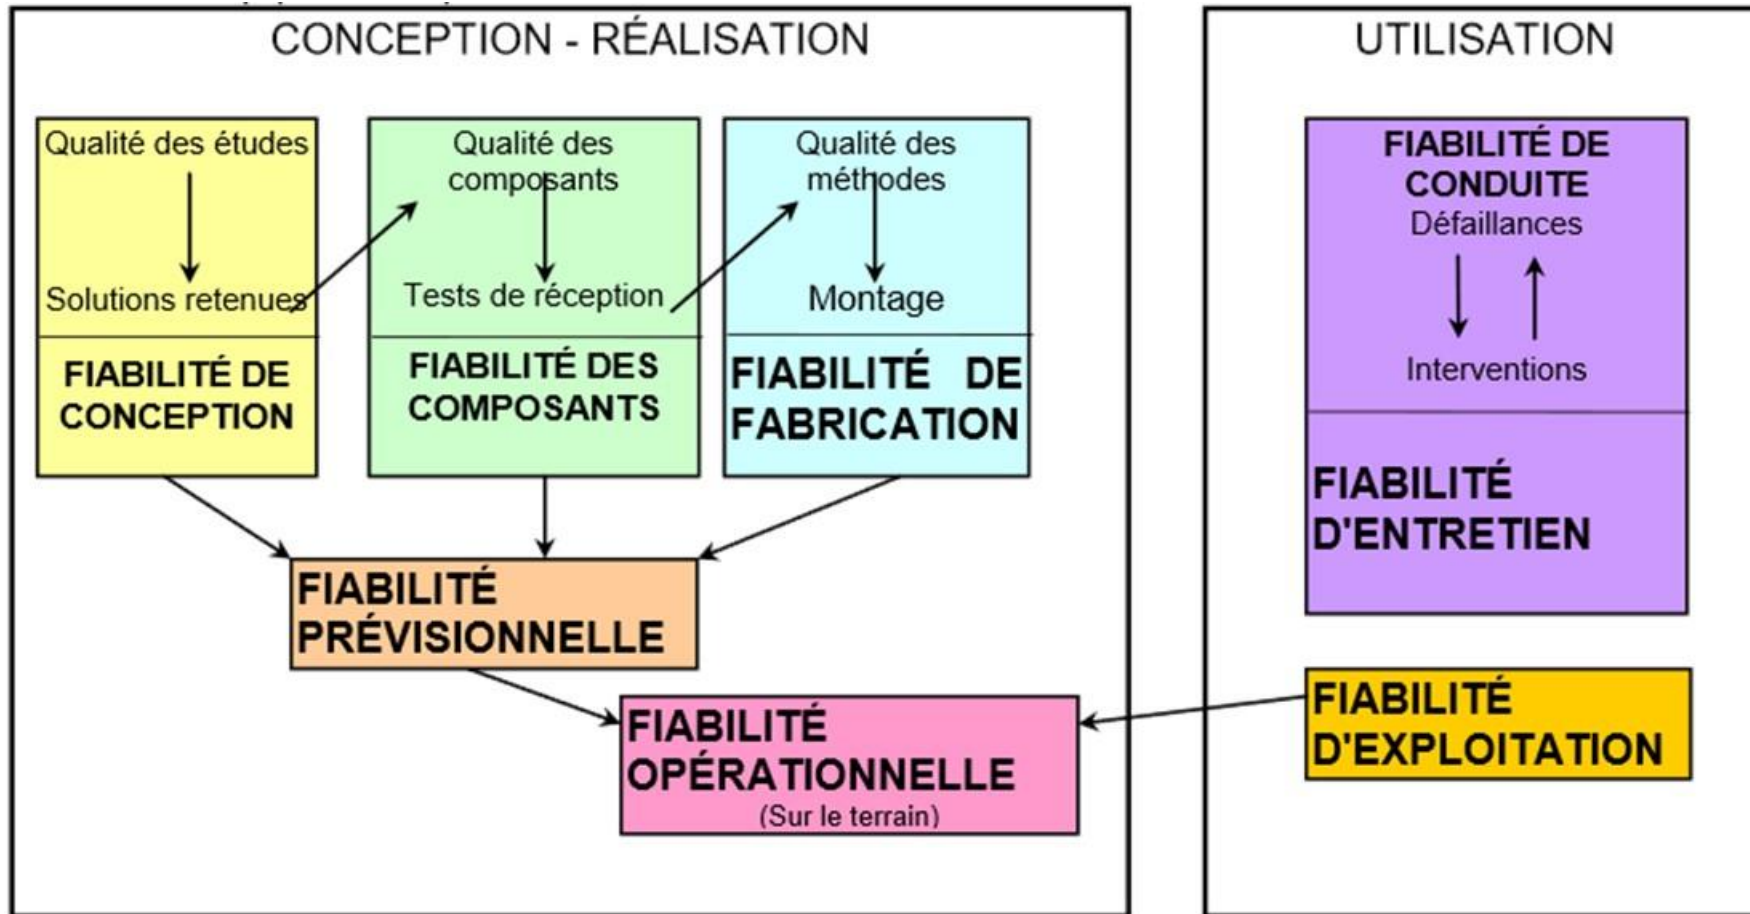 CONCEPTION - RÉALISATION
Qualité des études
Solutions retenues
FIABILITÉ DE
CONCEPTION
Qualité des
composants
Tests de réception
FIABILITÉ DES
COMPOSANTS
Qualité des
méthodes
Montage
FIABILITÉ DE
FABRICATION
FIABILITÉ
PRÉVISIONNELLE
FIABILITÉ
OPÉRATIONNELLE
(Sur le terrain)
UTILISATION
FIABILITÉ DE
CONDUITE
Défaillances
Interventions
FIABILITÉ
D'ENTRETIEN
FIABILITÉ
D'EXPLOITATION